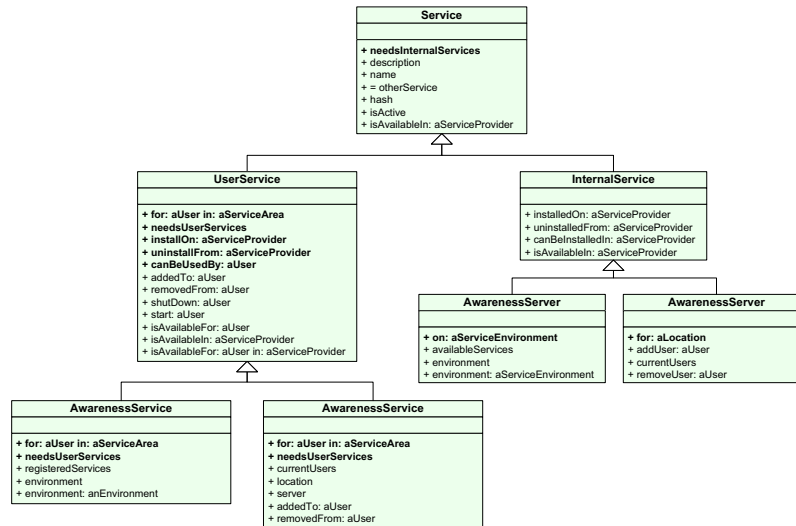 Service
+ needsInternalServices
+ description
+ name
+ = otherService
+ hash
+ isActive
+ isAvailableIn: aServiceProvider
UserService
+ for: aUser in: aServiceArea
+ needsUserServices
+ installOn: aServiceProvider
+ uninstallFrom: aServiceProvider
+ canBeUsedBy: aUser
+ addedTo: aUser
+ removedFrom: aUser
+ shutDown: aUser
+ start: aUser
+ isAvailableFor: aUser
+ isAvailableIn: aServiceProvider
+ isAvailableFor: aUser in: aServiceProvider
InternalService
+ installedOn: aServiceProvider
+ uninstalledFrom: aServiceProvider
+ canBeInstalledIn: aServiceProvider
+ isAvailableIn: aServiceProvider
AwarenessServer
+ on: aServiceEnvironment
+ availableServices
+ environment
+ environment: aServiceEnvironment
AwarenessServer
+ for: aLocation
+ addUser: aUser
+ currentUsers
+ removeUser: aUser
AwarenessService
+ for: aUser in: aServiceArea
+ needsUserServices
+ registeredServices
+ environment
+ environment: anEnvironment
AwarenessService
+ for: aUser in: aServiceArea
+ needsUserServices
+ currentUsers
+ location
+ server
+ addedTo: aUser
+ removedFrom: aUser